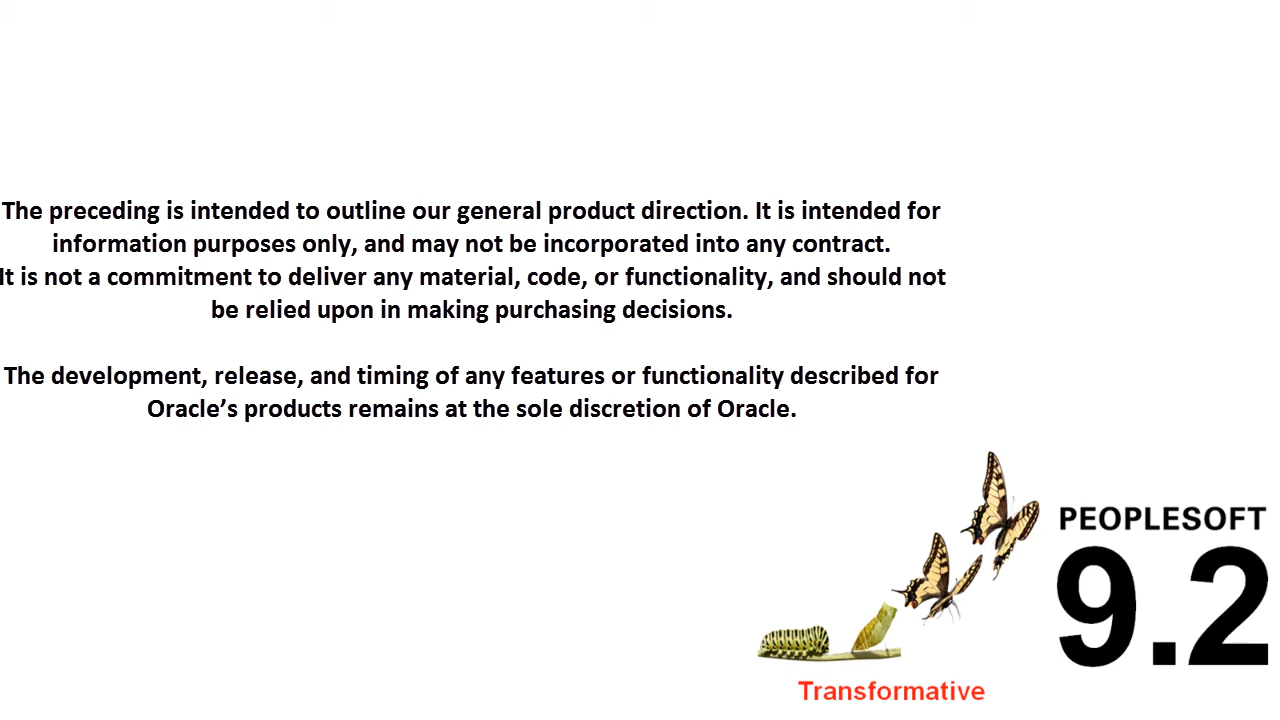 The preceding is intended to outline our general product direction. It is intended for
information purposes only, and may not be incorporated into any contract.
It is not a commitment to deliver any material, code, or functionality, and should not
be relied upon in making purchasing decisions.
The development, release, and timing of any features or functionality described for
Oracle’s products remains at the sole discretion of Oracle.
PEOPLESOFT
9.2
Transformative